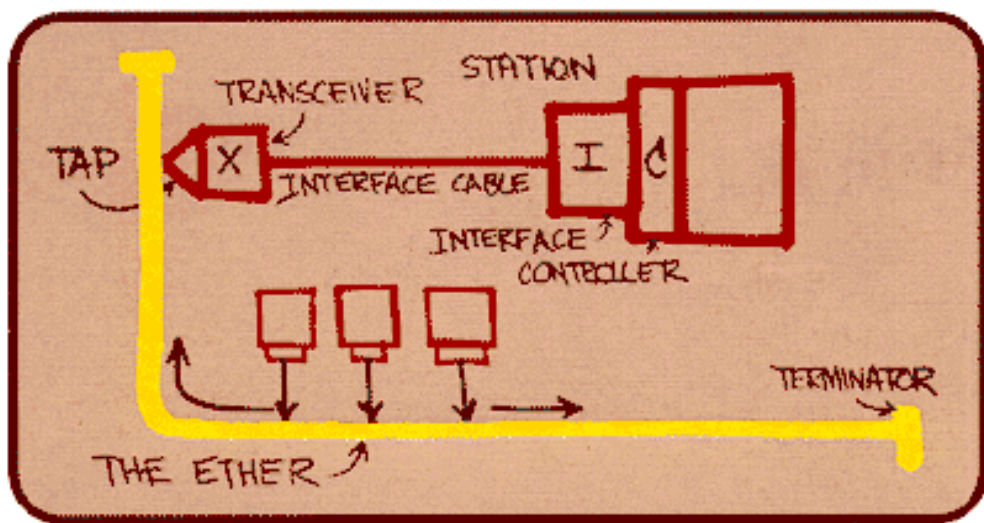 STATION
TRANSCEIVER
TAP
X
I
C
INTERFACE CABLE
INTERFACE
CONTROLLER
TERMINATOR
THE ETHER